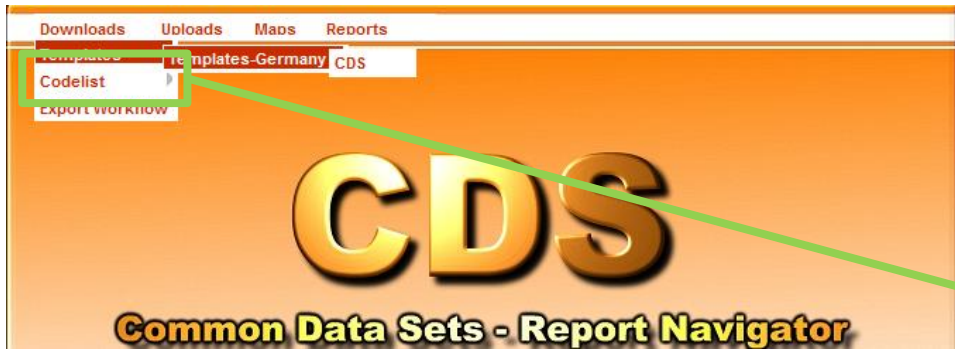 Downloads Uploads Maps Reports
Templates Templates-Germany CDS
Codelist
Export Workflow
CDS
Common Data Sets - Report Navigator